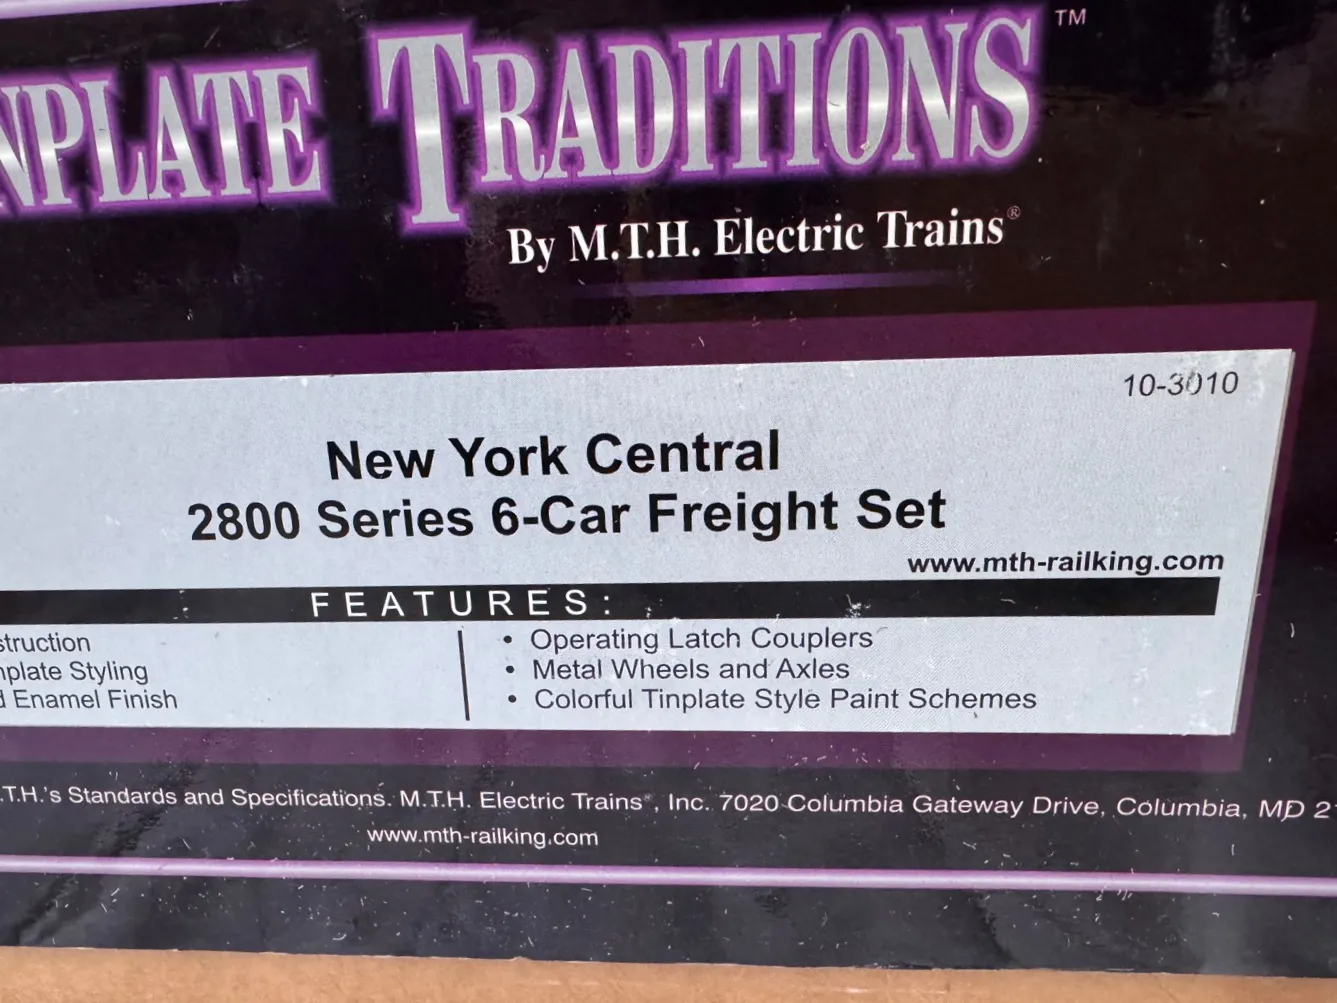 NPLATE TRADITIONS™
By M.T.H. Electric Trains®
10-3010
New York Central
2800 Series 6-Car Freight Set
www.mth-railking.com
FEATURES:
struction
nplate Styling
d Enamel Finish
• Operating Latch Couplers
• Metal Wheels and Axles
• Colorful Tinplate Style Paint Schemes
.T.H.'s Standards and Specifications. M.T.H. Electric Trains®, Inc. 7020 Columbia Gateway Drive, Columbia, MD 2
www.mth-railking.com